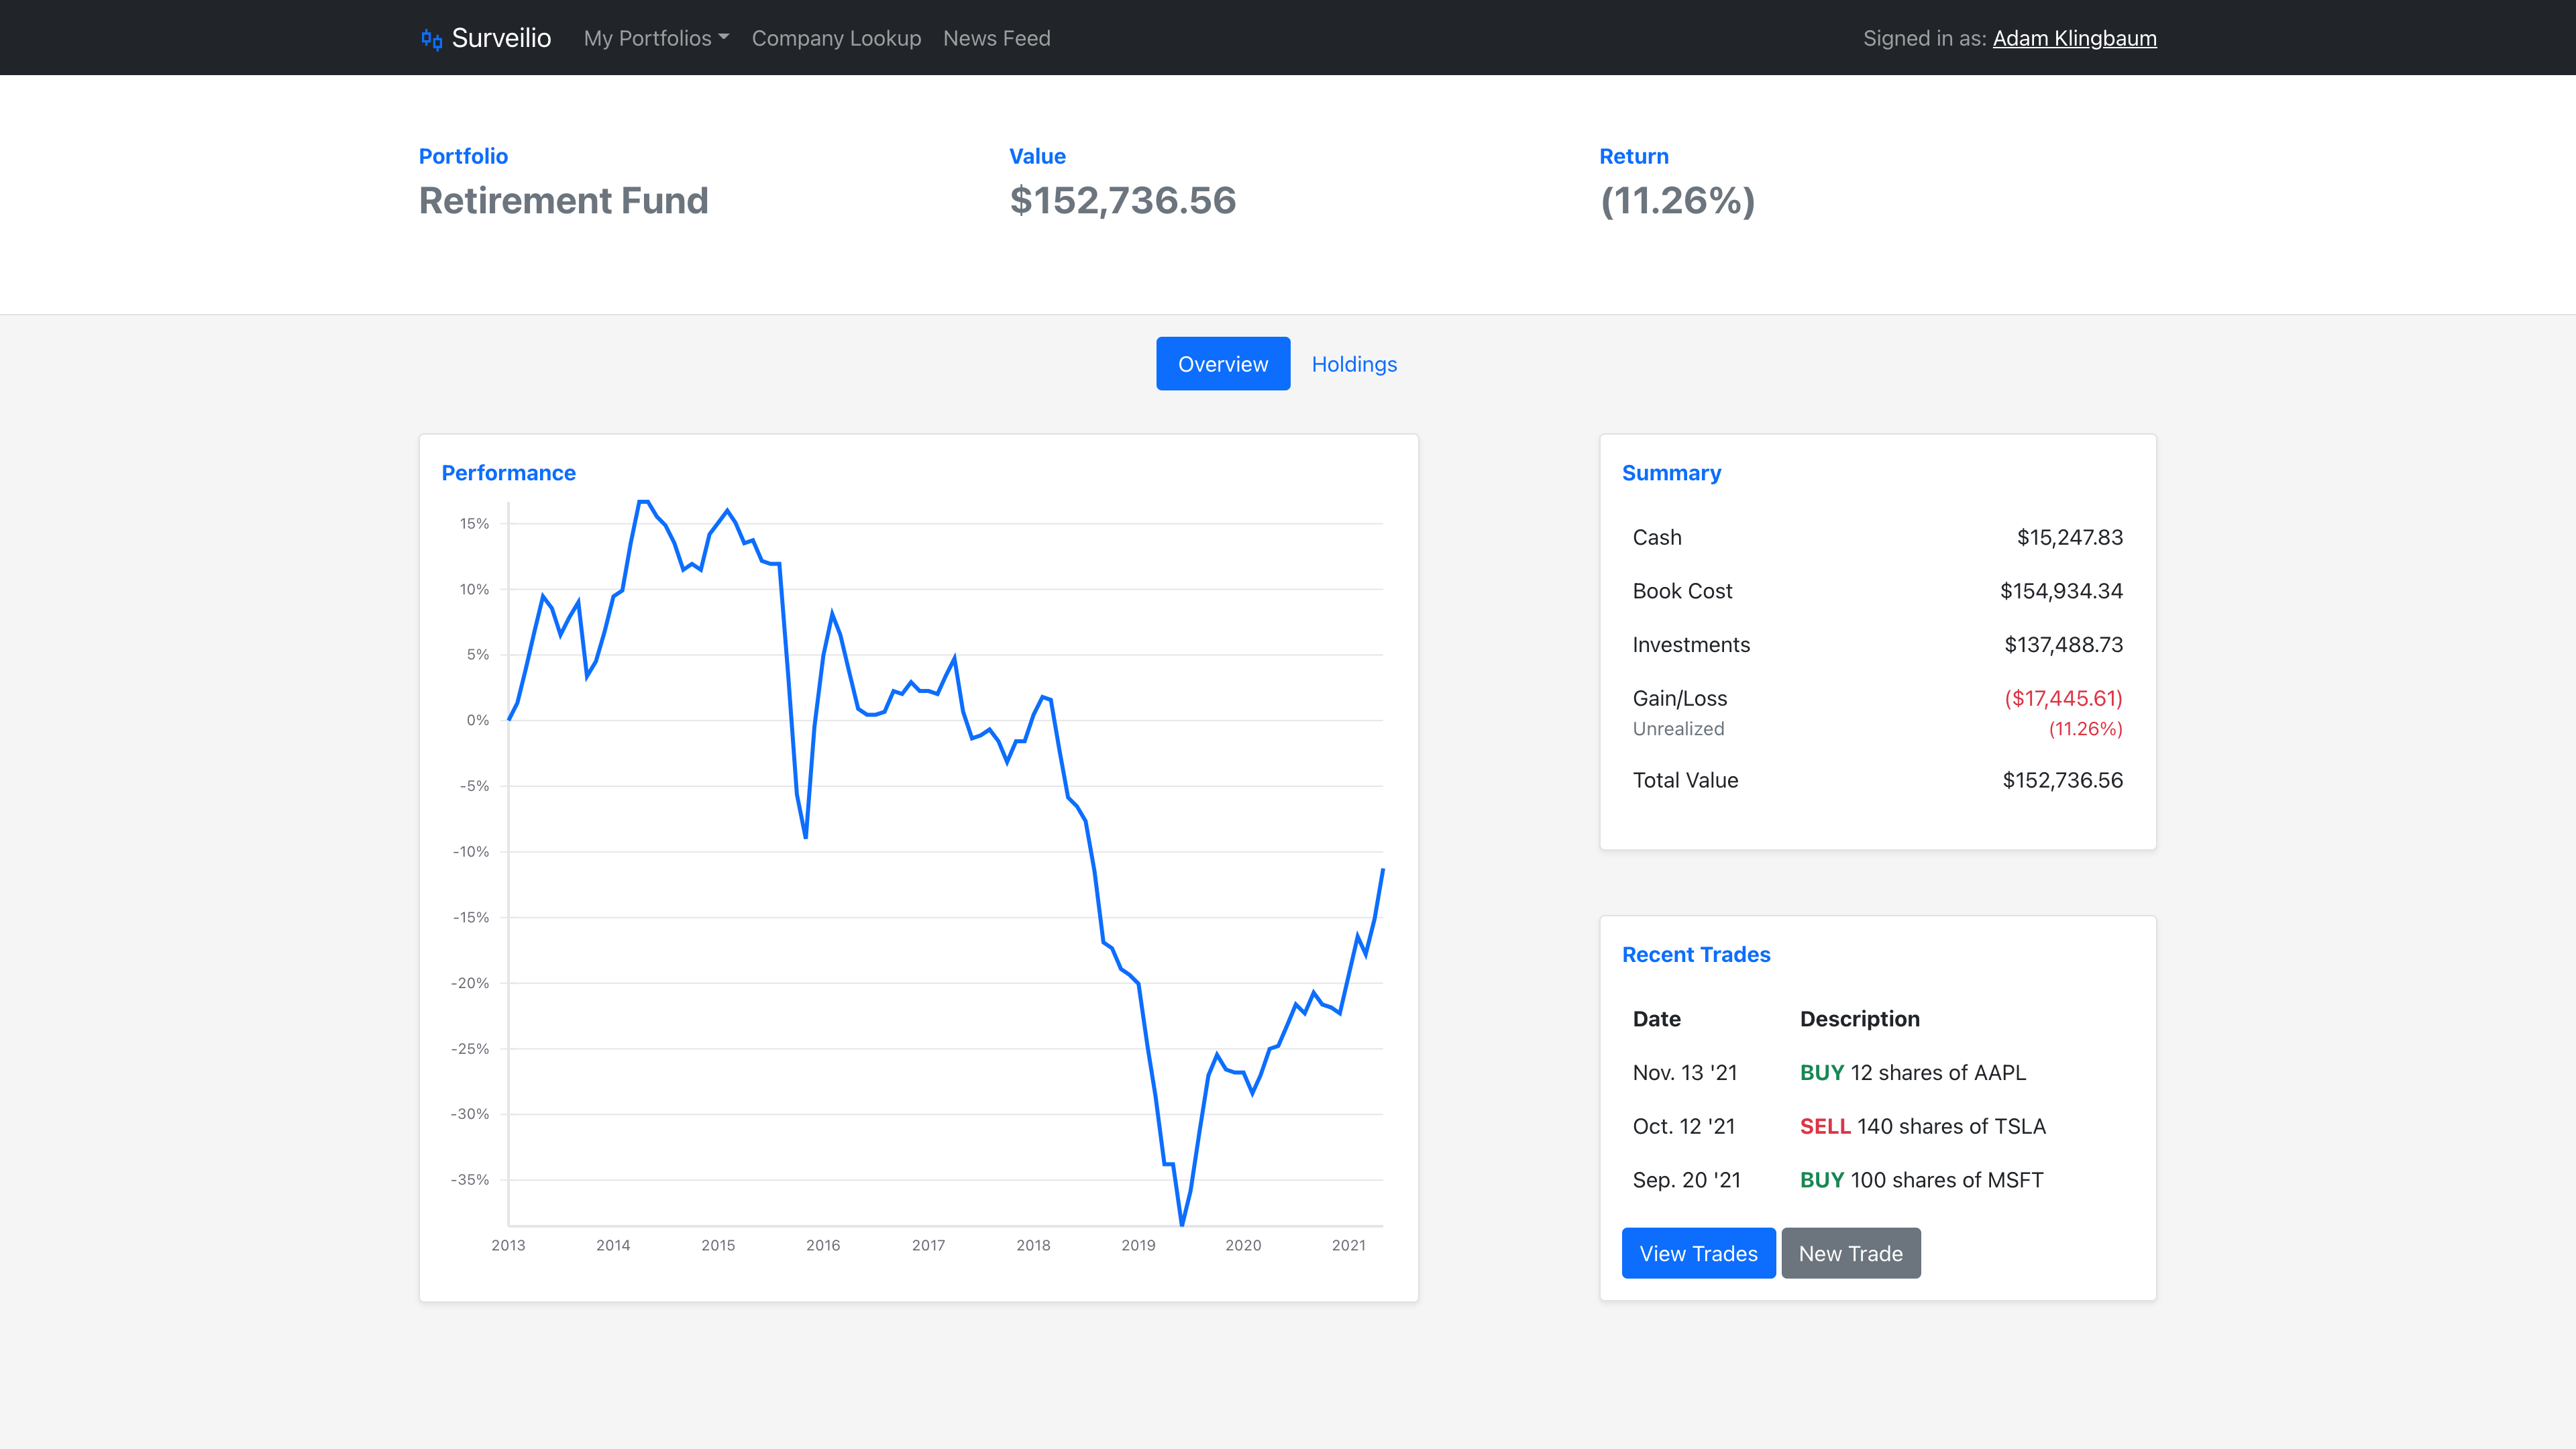 Surveilio My Portfolios Company Lookup News Feed Signed in as: Adam Klingbaum
Portfolio
Retirement Fund
Value
$152,736.56
Return
(11.26%)
Overview Holdings
Performance
15%
10%
5%
0%
-5%
-10%
-15%
-20%
-25%
-30%
-35%
2013 2014 2015 2016 2017 2018 2019 2020 2021
Summary
Cash $15,247.83
Book Cost $154,934.34
Investments $137,488.73
Gain/Loss ($17,445.61)
Unrealized (11.26%)
Total Value $152,736.56
Recent Trades
Date Description
Nov. 13 '21 BUY 12 shares of AAPL
Oct. 12 '21 SELL 140 shares of TSLA
Sep. 20 '21 BUY 100 shares of MSFT
View Trades New Trade